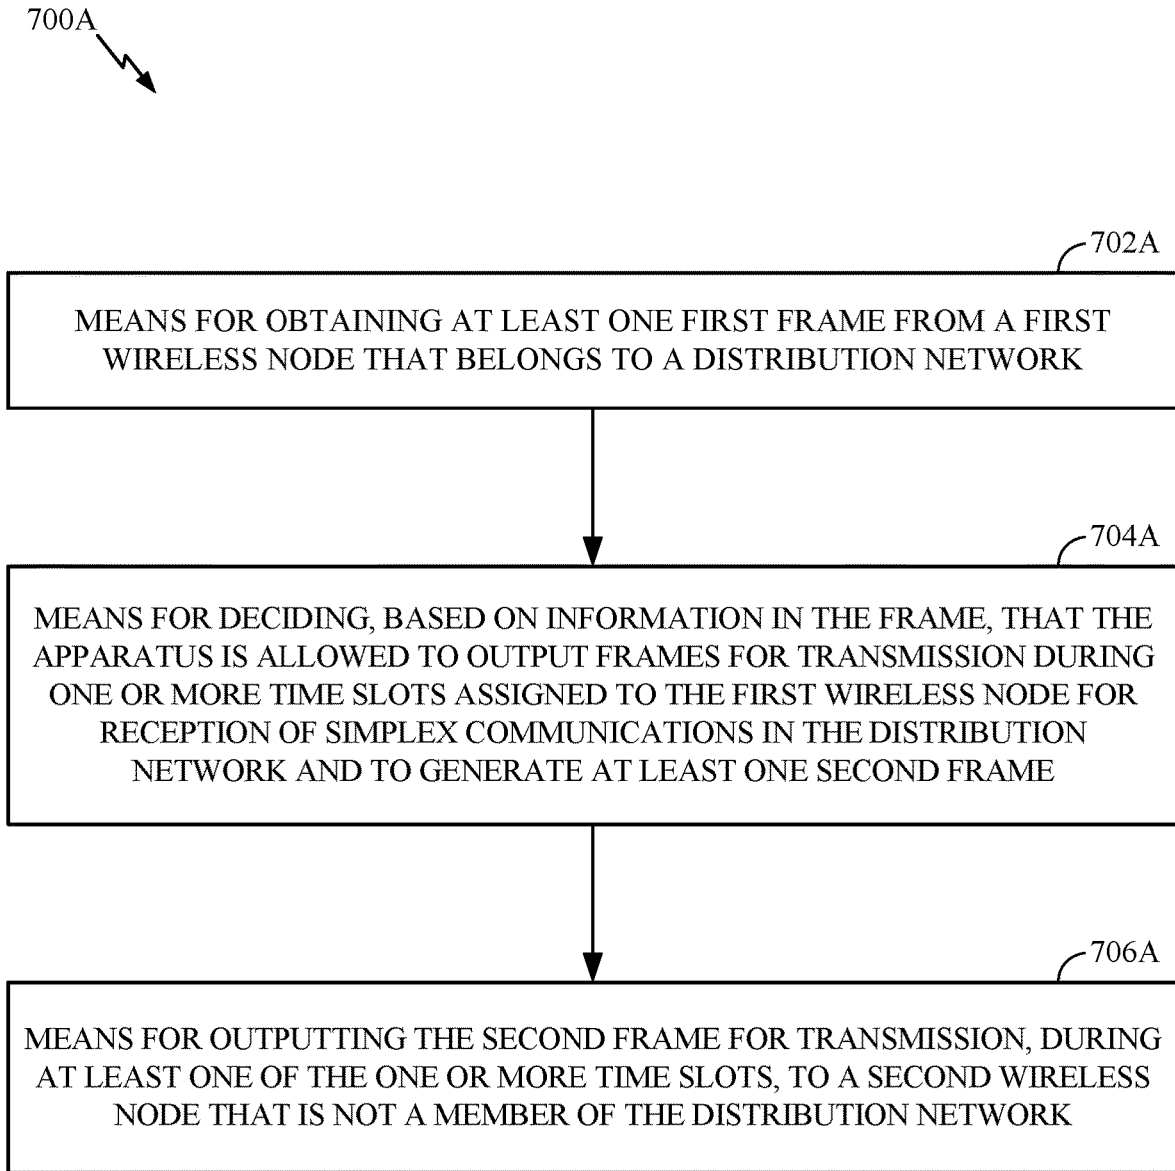 700A
702A
MEANS FOR OBTAINING AT LEAST ONE FIRST FRAME FROM A FIRST
WIRELESS NODE THAT BELONGS TO A DISTRIBUTION NETWORK
704A
MEANS FOR DECIDING, BASED ON INFORMATION IN THE FRAME, THAT THE
APPARATUS IS ALLOWED TO OUTPUT FRAMES FOR TRANSMISSION DURING
ONE OR MORE TIME SLOTS ASSIGNED TO THE FIRST WIRELESS NODE FOR
RECEPTION OF SIMPLEX COMMUNICATIONS IN THE DISTRIBUTION
NETWORK AND TO GENERATE AT LEAST ONE SECOND FRAME
706A
MEANS FOR OUTPUTTING THE SECOND FRAME FOR TRANSMISSION, DURING
AT LEAST ONE OF THE ONE OR MORE TIME SLOTS, TO A SECOND WIRELESS
NODE THAT IS NOT A MEMBER OF THE DISTRIBUTION NETWORK